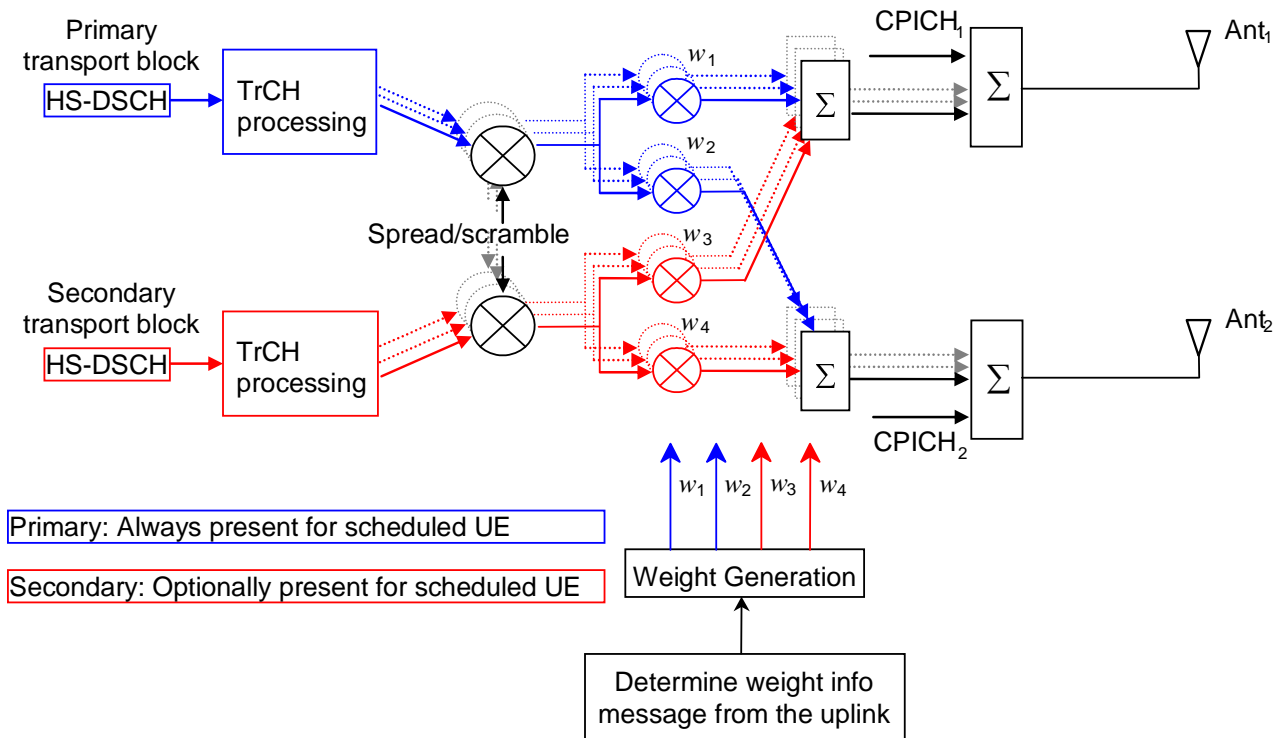 Primary
transport block
HS-DSCH
TrCH
processing
w1
w2
Σ
CPICH1
Σ
Ant1
Spread/scramble
Secondary
transport block
HS-DSCH
TrCH
processing
w3
w4
Σ
CPICH2
Σ
Ant2
w1 w2 w3 w4
Primary: Always present for scheduled UE
Secondary: Optionally present for scheduled UE
Weight Generation
Determine weight info
message from the uplink